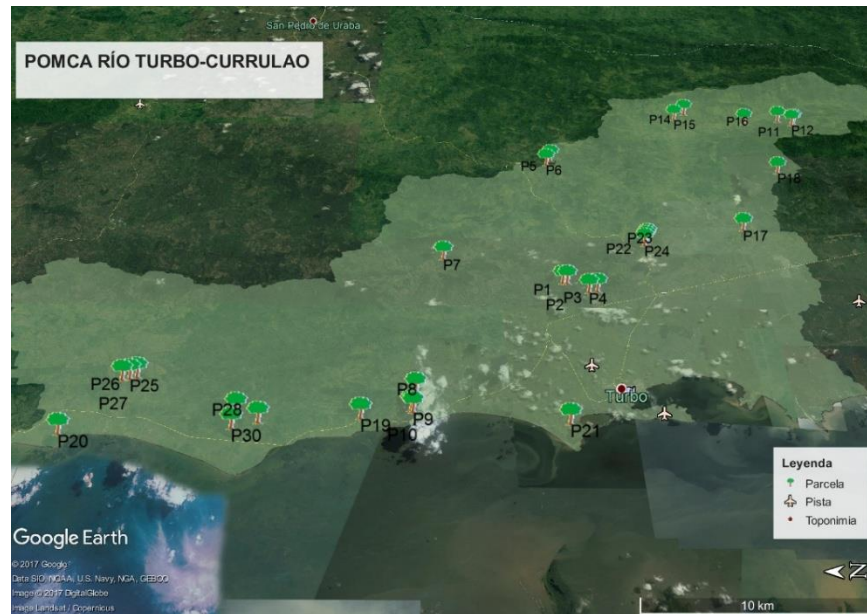 San Pedro de Uraba
POMCA RÍO TURBO-CURRULAO
P14
P15
P16
P11
P12
P5
P6
P18
P17
P23
P22
P24
P7
P1
P3
P4
P2
P26
P25
P27
P28
P8
P19
P9
P10
P20
P30
P21
Turbo
Leyenda
Parcela
Pista
Toponimia
Google Earth
© 2017 Google
Data SIO, NOAA, U.S. Navy, NGA, GEBCO
Image © 2017 DigitalGlobe
Image Landsat / Copernicus
N
10 km